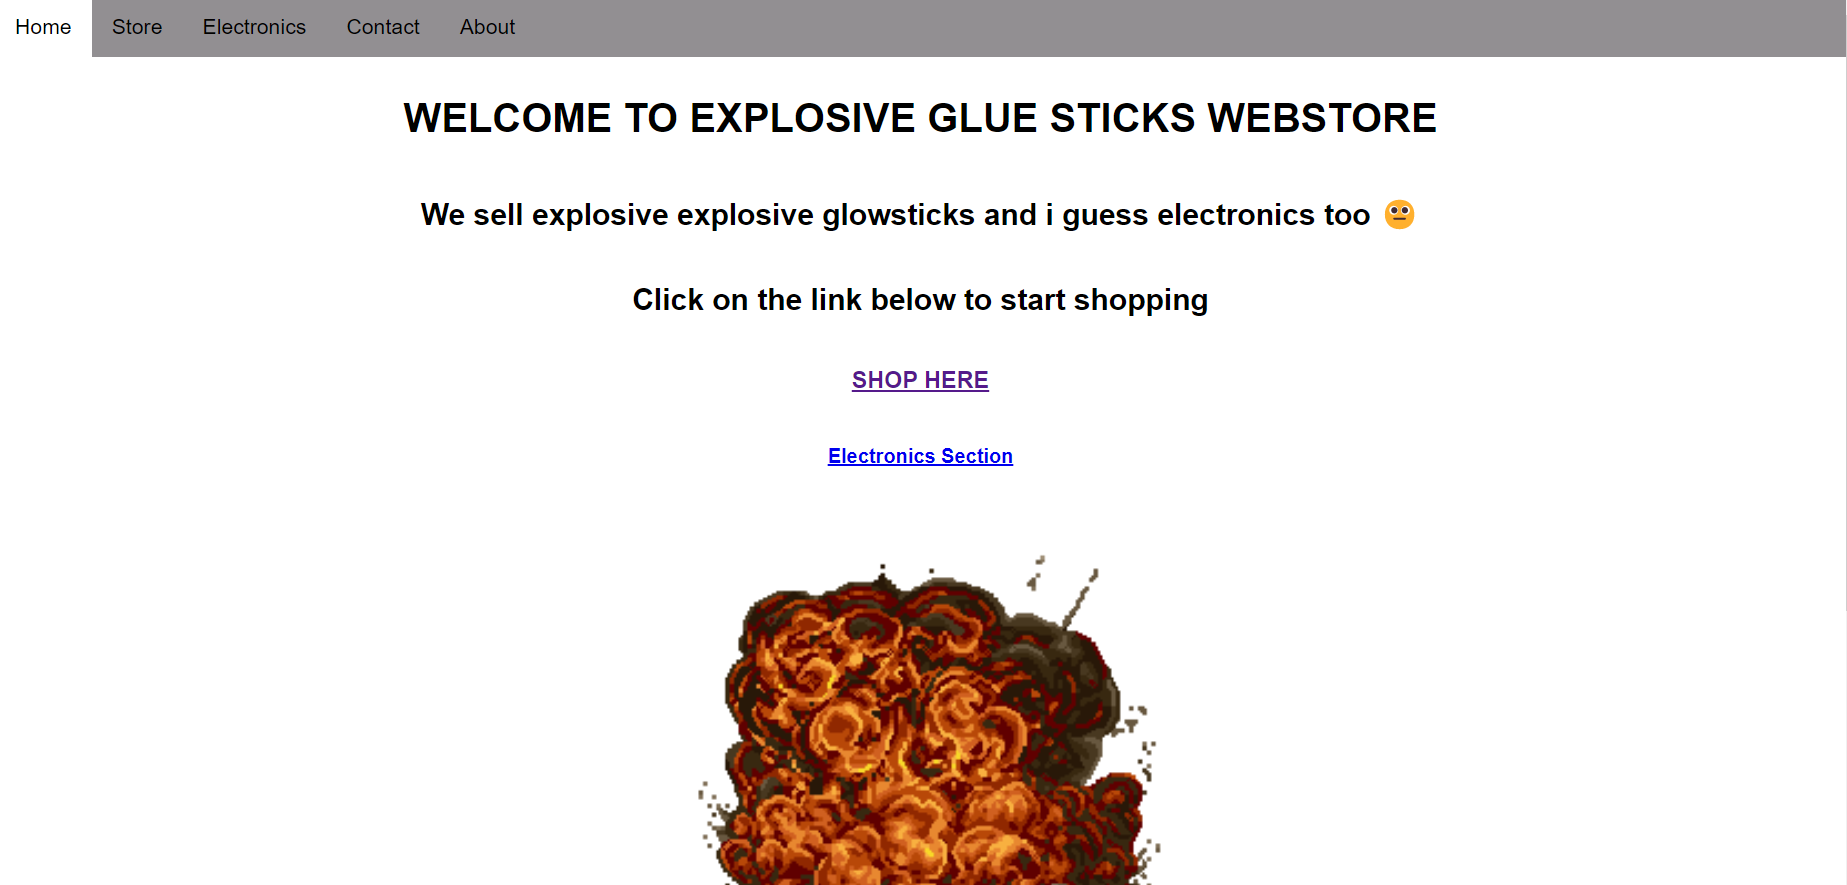 Home Store Electronics Contact About
WELCOME TO EXPLOSIVE GLUE STICKS WEBSTORE
We sell explosive explosive glowsticks and i guess electronics too 😐
Click on the link below to start shopping
SHOP HERE
Electronics Section